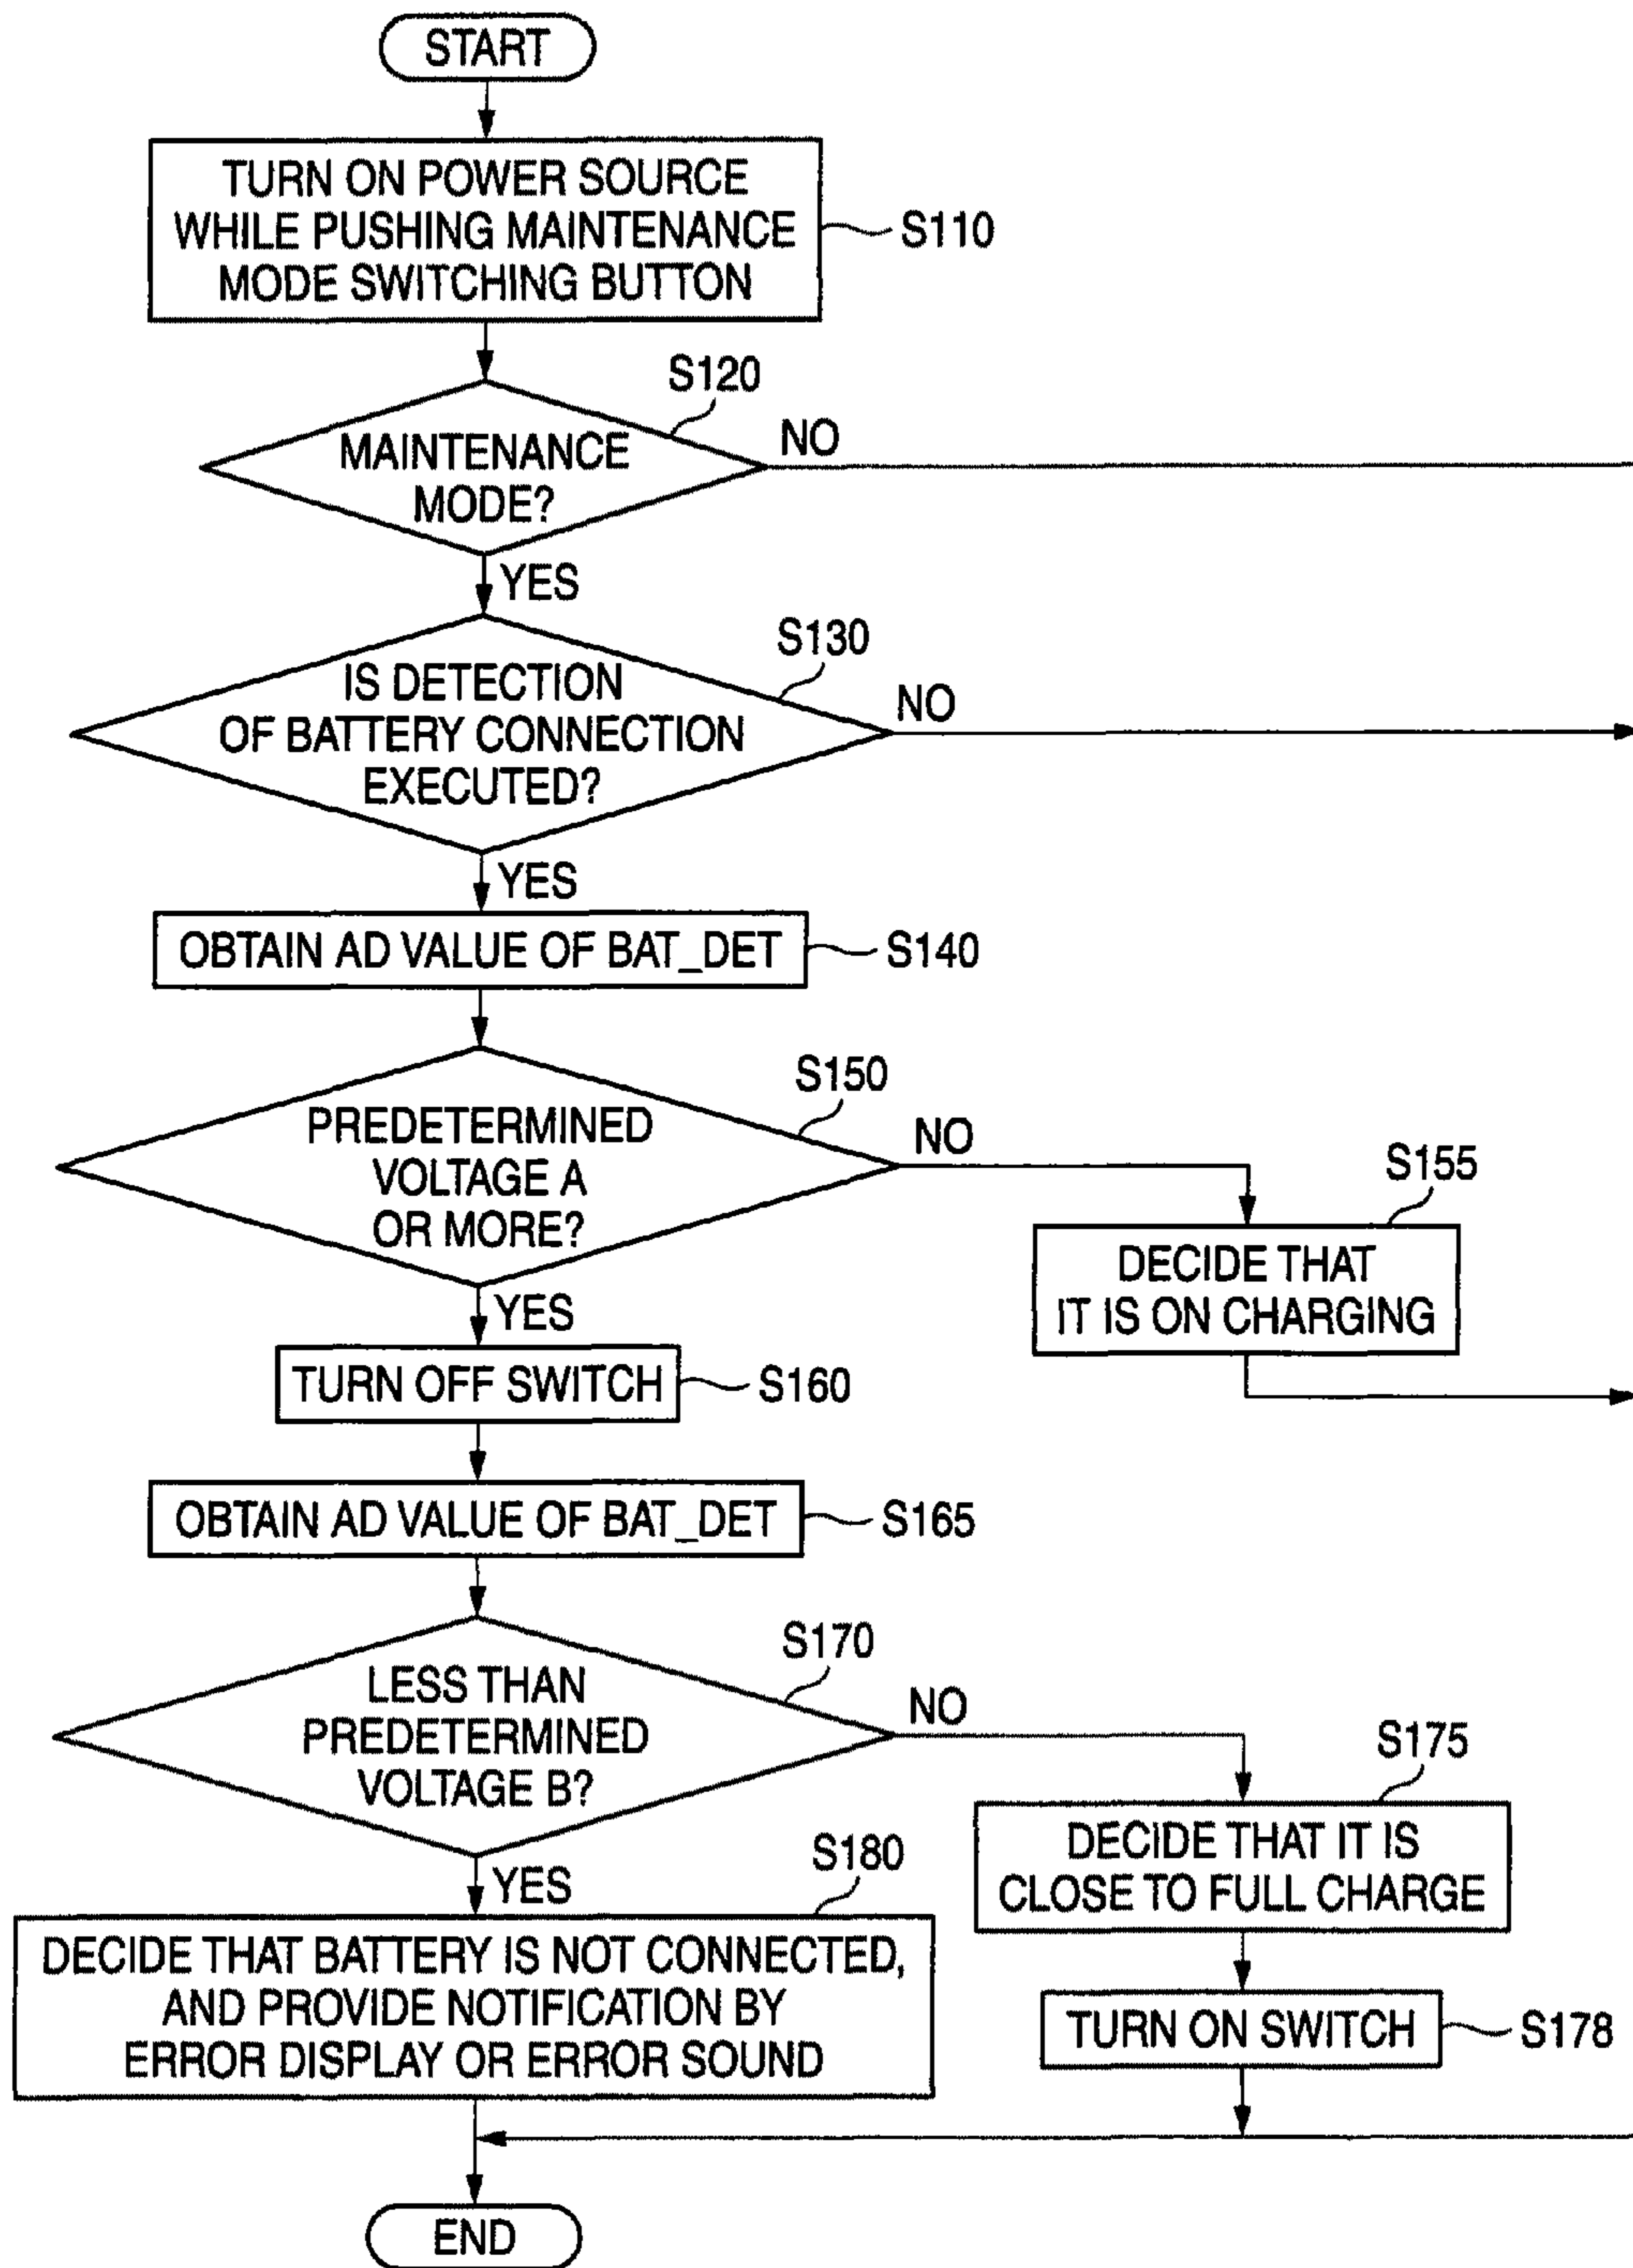 START
TURN ON POWER SOURCE
WHILE PUSHING MAINTENANCE
MODE SWITCHING BUTTON
S110
S120
MAINTENANCE
MODE?
NO
YES
S130
IS DETECTION
OF BATTERY CONNECTION
EXECUTED?
NO
YES
OBTAIN AD VALUE OF BAT_DET
S140
S150
PREDETERMINED
VOLTAGE A
OR MORE?
NO
YES
S155
DECIDE THAT
IT IS ON CHARGING
TURN OFF SWITCH
S160
OBTAIN AD VALUE OF BAT_DET
S165
S170
LESS THAN
PREDETERMINED
VOLTAGE B?
NO
YES
S175
DECIDE THAT IT IS
CLOSE TO FULL CHARGE
S180
DECIDE THAT BATTERY IS NOT CONNECTED,
AND PROVIDE NOTIFICATION BY
ERROR DISPLAY OR ERROR SOUND
TURN ON SWITCH
S178
END